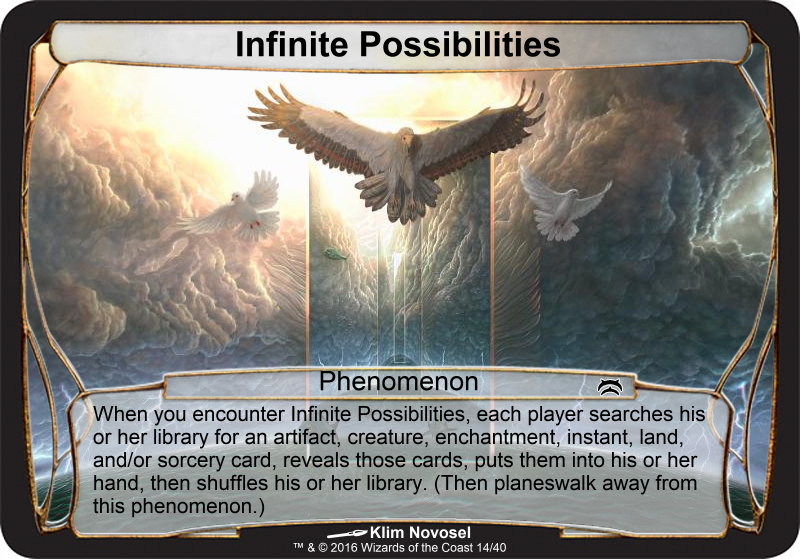 Infinite Possibilities
Phenomenon
When you encounter Infinite Possibilities, each player searches his
or her library for an artifact, creature, enchantment, instant, land,
and/or sorcery card, reveals those cards, puts them into his or her
hand, then shuffles his or her library. (Then planeswalk away from
this phenomenon.)
Klim Novosel
™ & © 2016 Wizards of the Coast 14/40